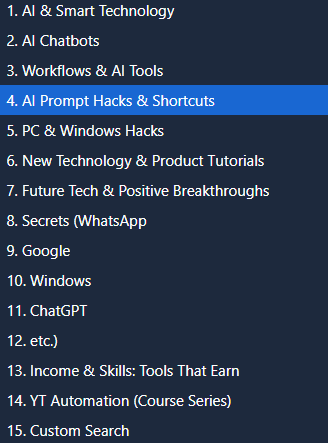 1. AI & Smart Technology
2. AI Chatbots
3. Workflows & AI Tools
4. AI Prompt Hacks & Shortcuts
5. PC & Windows Hacks
6. New Technology & Product Tutorials
7. Future Tech & Positive Breakthroughs
8. Secrets (WhatsApp
9. Google
10. Windows
11. ChatGPT
12. etc.)
13. Income & Skills: Tools That Earn
14. YT Automation (Course Series)
15. Custom Search